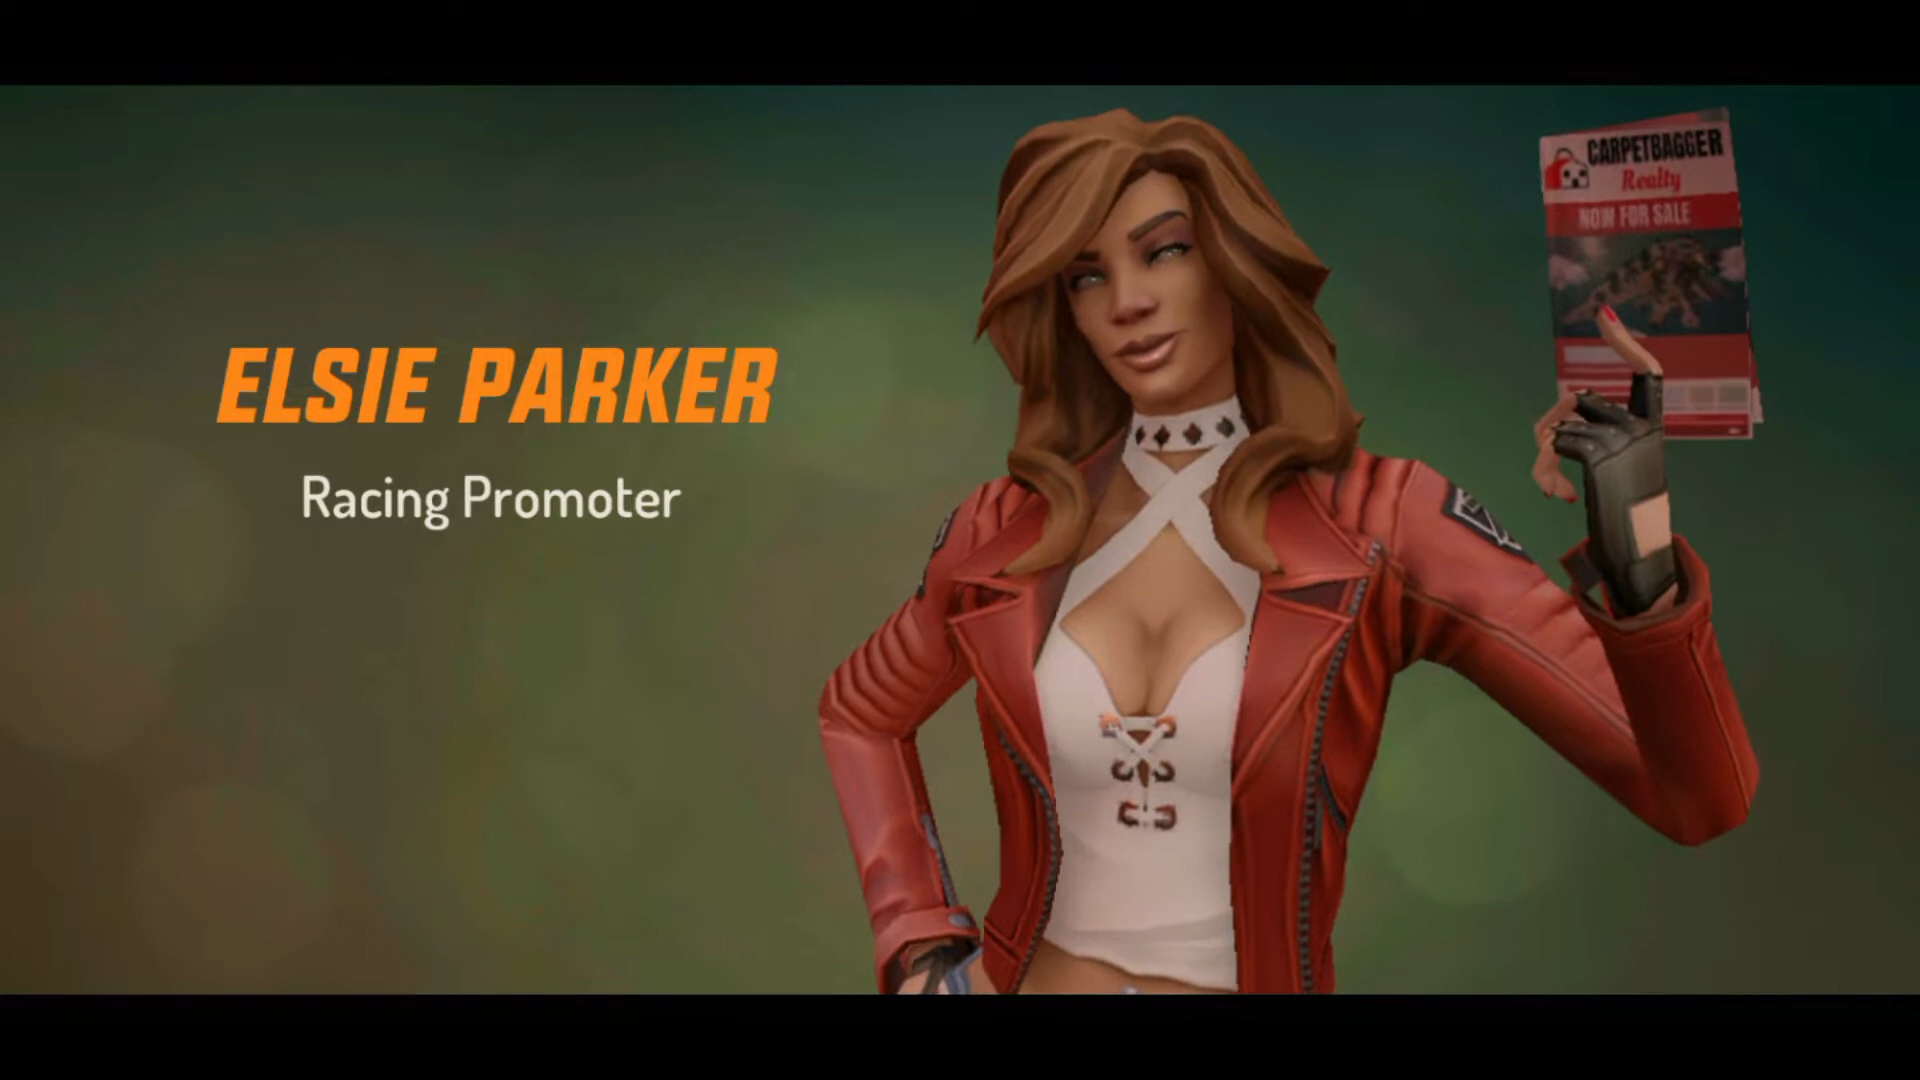 ELSIE PARKER
Racing Promoter
CARPETBAGGER
Realty
NOW FOR SALE